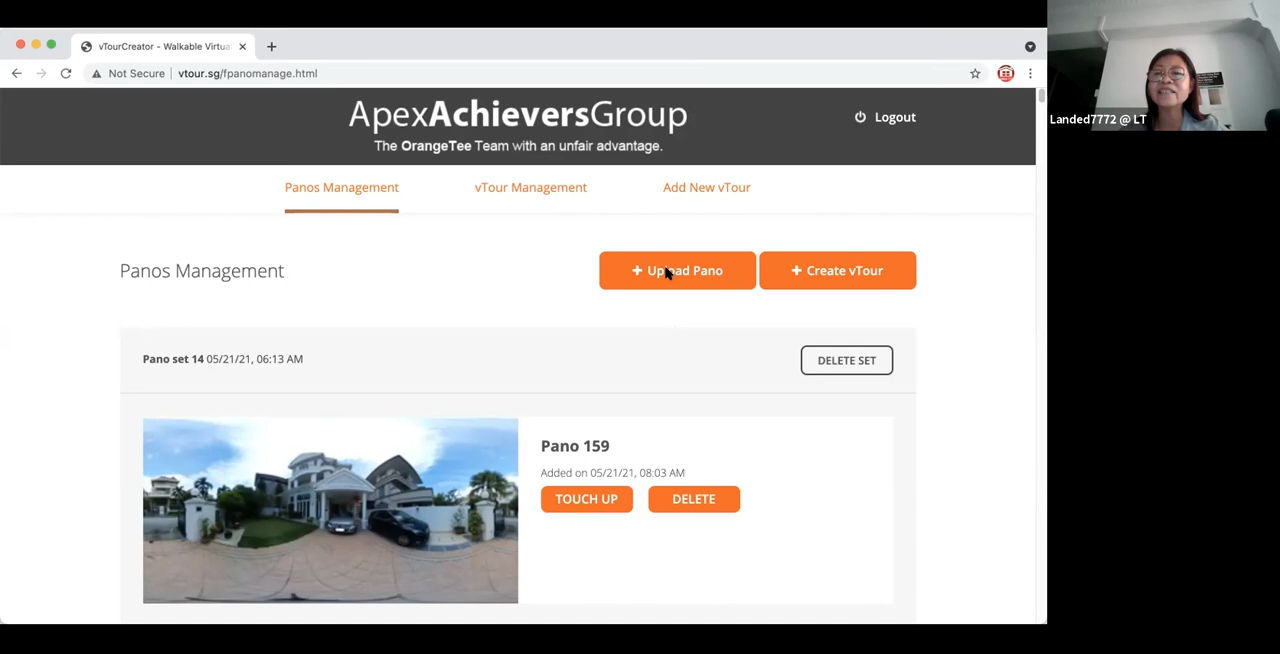 vTourCreator - Walkable Virtua
Not Secure
vtour.sg/fpanomanage.html
ApexAchieversGroup
Logout
The OrangeTee Team with an unfair advantage.
Panos Management
vTour Management
Add New vTour
Panos Management
+ Upload Pano
+ Create vTour
Pano set 14 05/21/21, 06:13 AM
DELETE SET
Pano 159
Added on 05/21/21, 08:03 AM
TOUCH UP
DELETE
Landed7772 @ LT